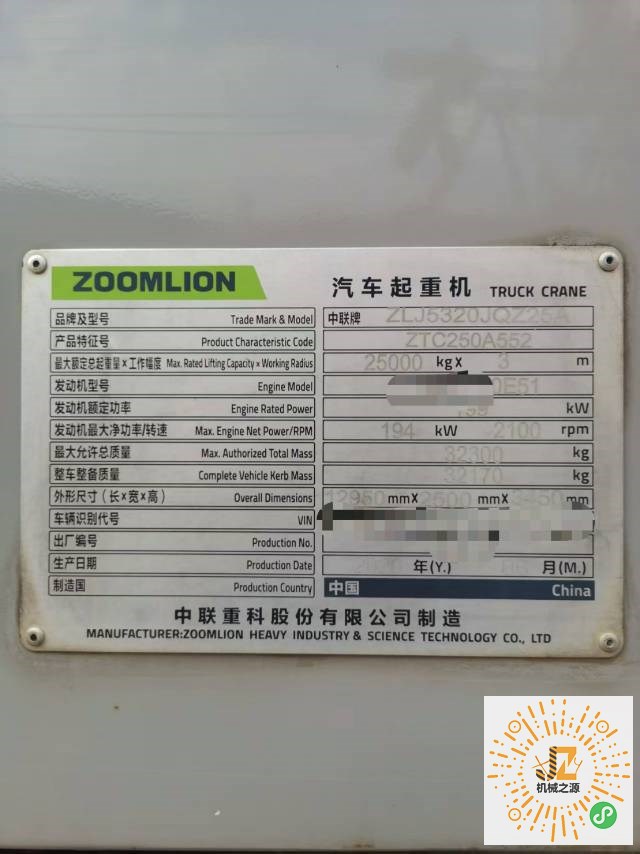 ZOOMLION
汽车起重机 TRUCK CRANE
品牌及型号 Trade Mark & Model 中联牌 ZLJ5320JQZ25A
产品特征号 Product Characteristic Code ZTC250A552
最大额定总起重量×工作幅度 Max. Rated Lifting Capacity × Working Radius 25000 kgX 3 m
发动机型号 Engine Model 0E51
发动机额定功率 Engine Rated Power 199 kW
发动机最大净功率/转速 Max. Engine Net Power/RPM 194 kW 2100 rpm
最大允许总质量 Max. Authorized Total Mass 32300 kg
整车整备质量 Complete Vehicle Kerb Mass 32170 kg
外形尺寸(长×宽×高) Overall Dimensions 12950 mmX 2500 mmX 3450 mm
车辆识别代号 VIN
出厂编号 Production No.
生产日期 Production Date 年(Y.) 月(M.)
制造国 Production Country 中国 China
中联重科股份有限公司制造
MANUFACTURER:ZOOMLION HEAVY INDUSTRY & SCIENCE TECHNOLOGY CO., LTD
JZ
机械之源